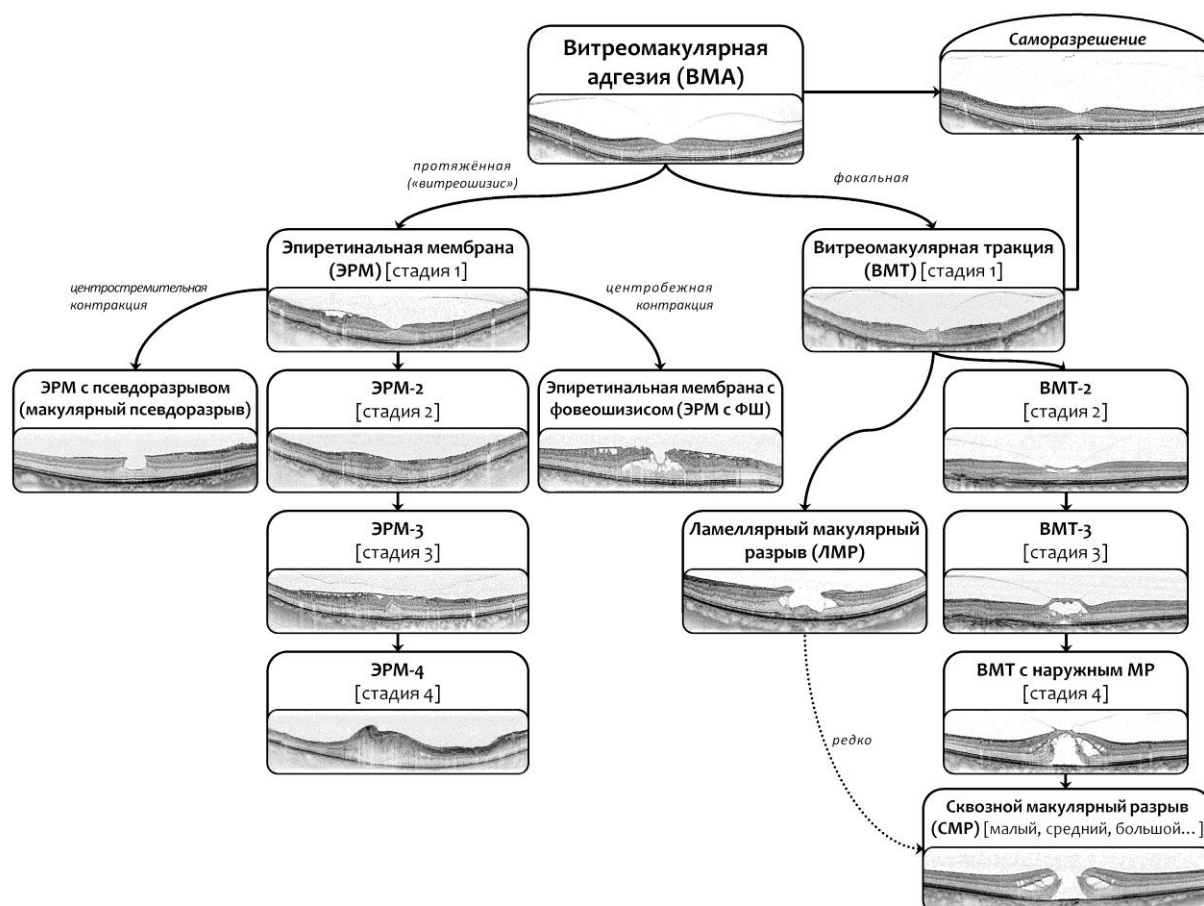 Витреомакулярная
адгезия (ВМА)
Саморазрешение
протяжённая
(«витреошизис»)
фокальная
Эпиретинальная мембрана
(ЭРМ) [стадия 1]
Витреомакулярная тракция
(ВМТ) [стадия 1]
центростремительная
контракция
центробежная
контракция
ЭРМ с псевдоразрывом
(макулярный псевдоразрыв)
ЭРМ-2
[стадия 2]
Эпиретинальная мембрана с
фовеошизисом (ЭРМ с ФШ)
ВМТ-2
[стадия 2]
ЭРМ-3
[стадия 3]
Ламеллярный макулярный
разрыв (ЛМР)
ВМТ-3
[стадия 3]
ЭРМ-4
[стадия 4]
ВМТ с наружным МР
[стадия 4]
редко
Сквозной макулярный разрыв
(СМР) [малый, средний, большой...]